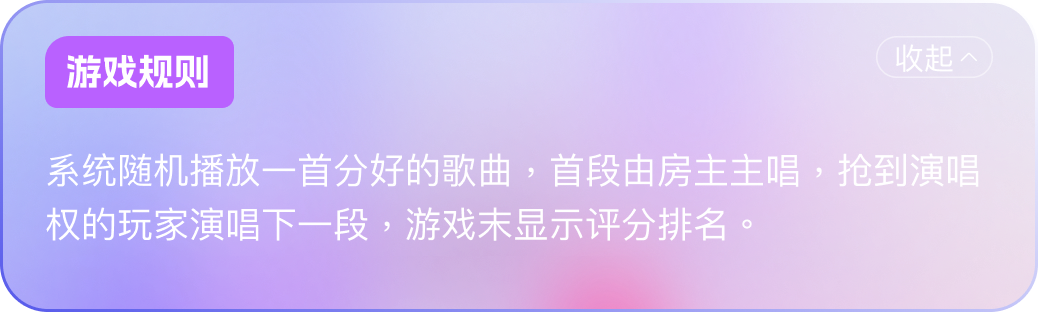 游戏规则
收起
系统随机播放一首分好的歌曲，首段由房主主唱，抢到演唱
权的玩家演唱下一段，游戏末显示评分排名。